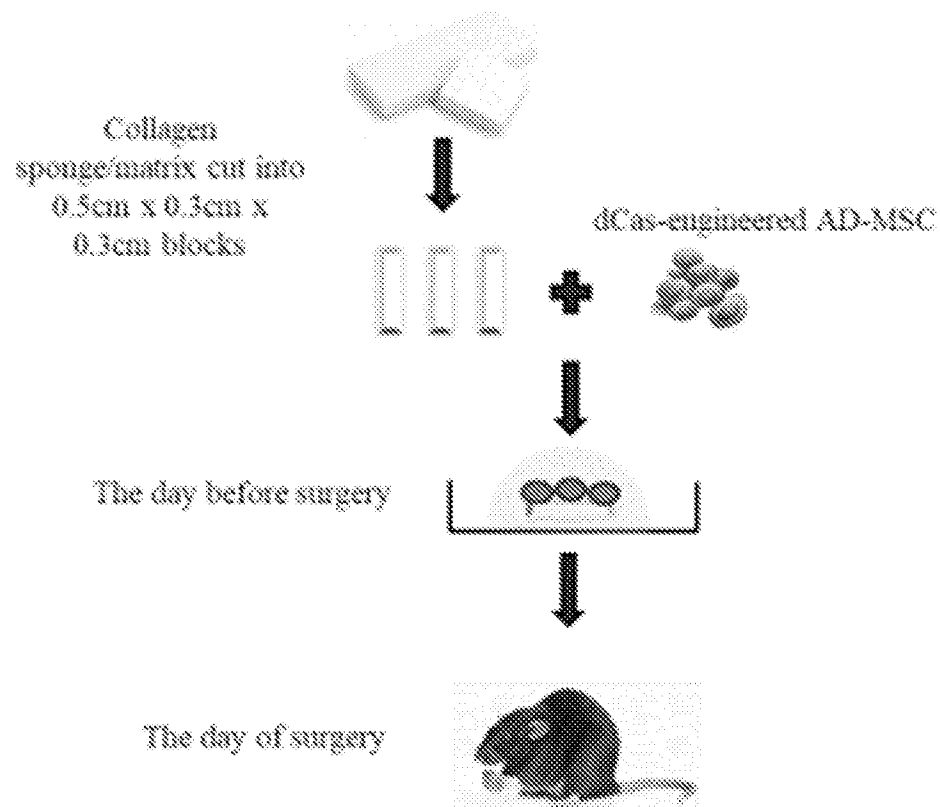 Collagen
sponge/matrix cut into
0.5cm x 0.3cm x
0.3cm blocks
dCas-engineered AD-MSC
The day before surgery
The day of surgery